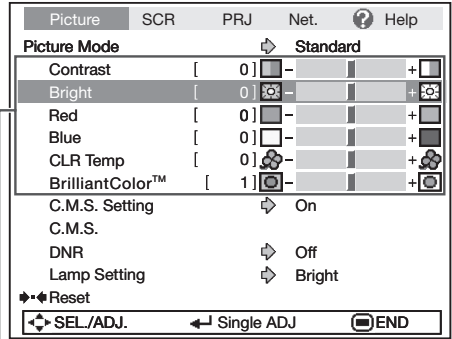 Picture SCR PRJ Net. ? Help
Picture Mode Standard
Contrast [ 0 ] - +
Bright [ 0 ] - +
Red [ 0 ] - +
Blue [ 0 ] - +
CLR Temp [ 0 ] - +
BrilliantColor™ [ 1 ] - +
C.M.S. Setting On
C.M.S.
DNR Off
Lamp Setting Bright
Reset
SEL./ADJ. Single ADJ END